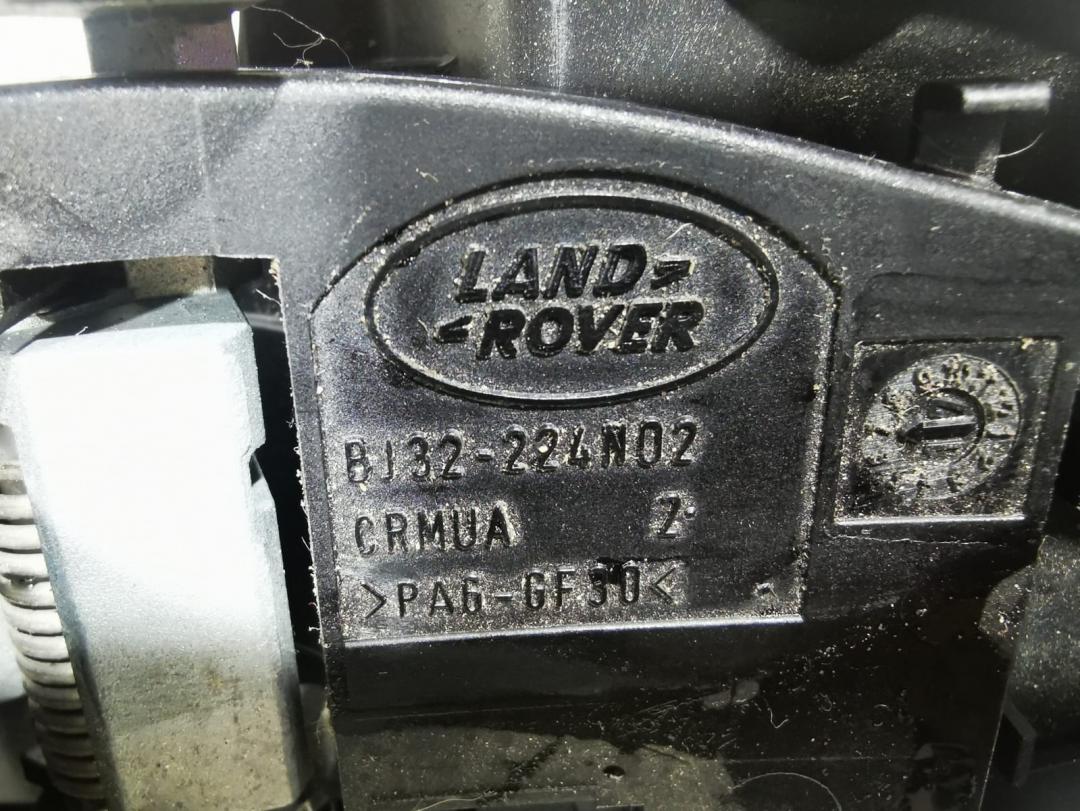 LAND
ROVER
BJ32-224N02
CRMUA 2
>PA6-GF30<